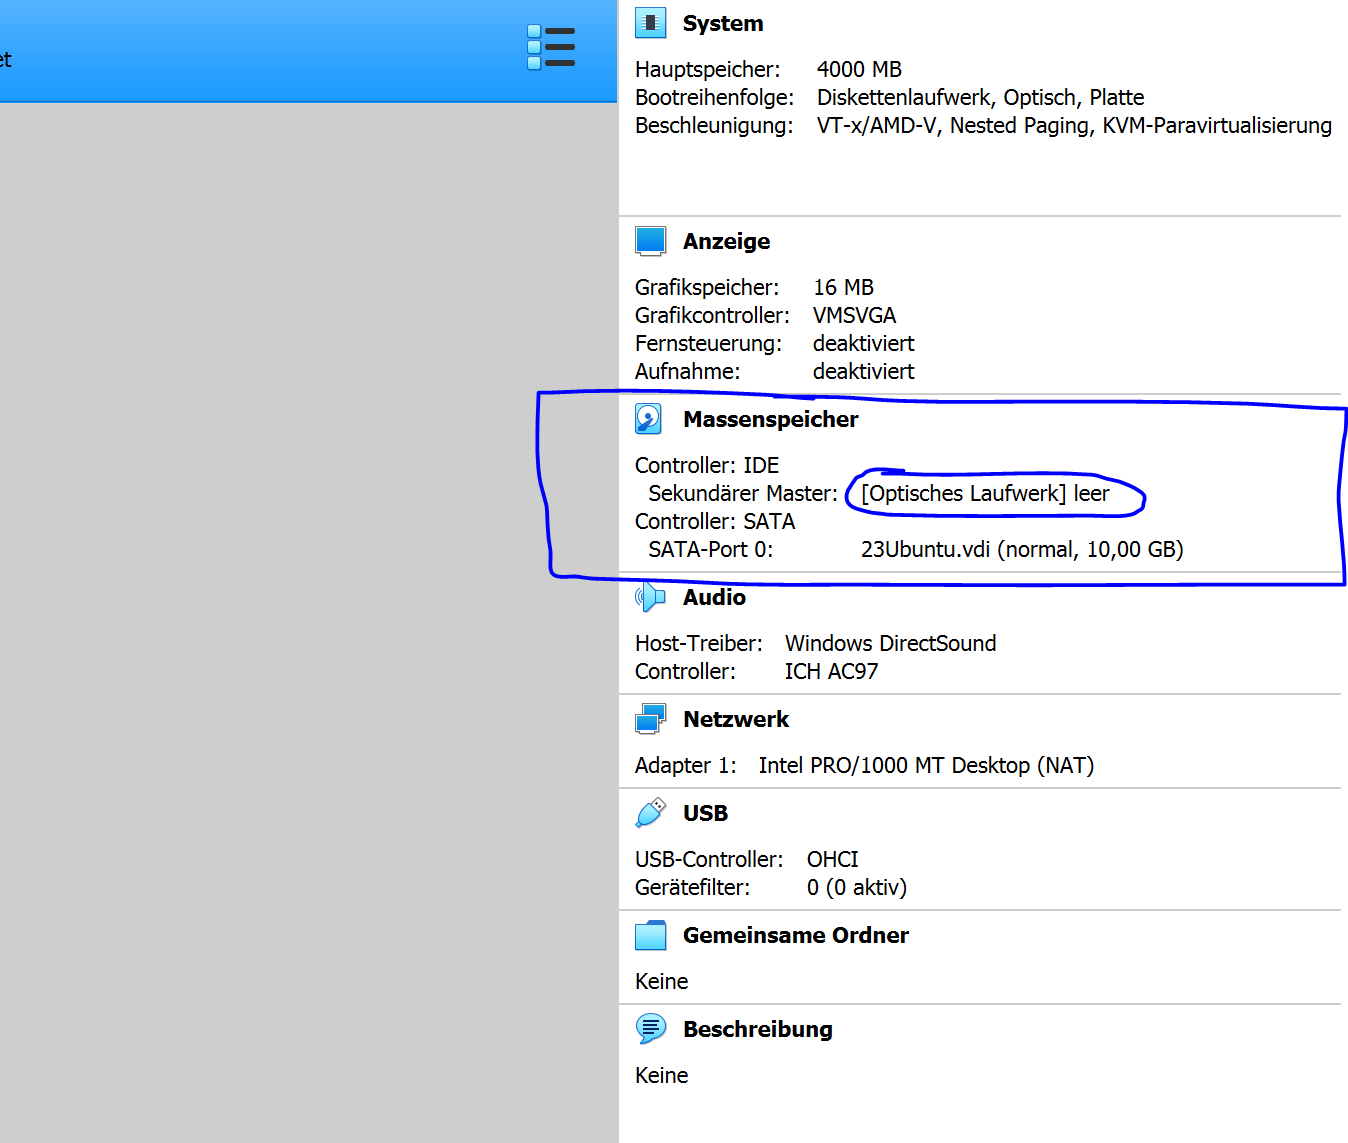 et
System
Hauptspeicher: 4000 MB
Bootreihenfolge: Diskettenlaufwerk, Optisch, Platte
Beschleunigung: VT-x/AMD-V, Nested Paging, KVM-Paravirtualisierung
Anzeige
Grafikspeicher: 16 MB
Grafikcontroller: VMSVGA
Fernsteuerung: deaktiviert
Aufnahme: deaktiviert
Massenspeicher
Controller: IDE
Sekundärer Master: [Optisches Laufwerk] leer
Controller: SATA
SATA-Port 0: 23Ubuntu.vdi (normal, 10,00 GB)
Audio
Host-Treiber: Windows DirectSound
Controller: ICH AC97
Netzwerk
Adapter 1: Intel PRO/1000 MT Desktop (NAT)
USB
USB-Controller: OHCI
Gerätefilter: 0 (0 aktiv)
Gemeinsame Ordner
Keine
Beschreibung
Keine